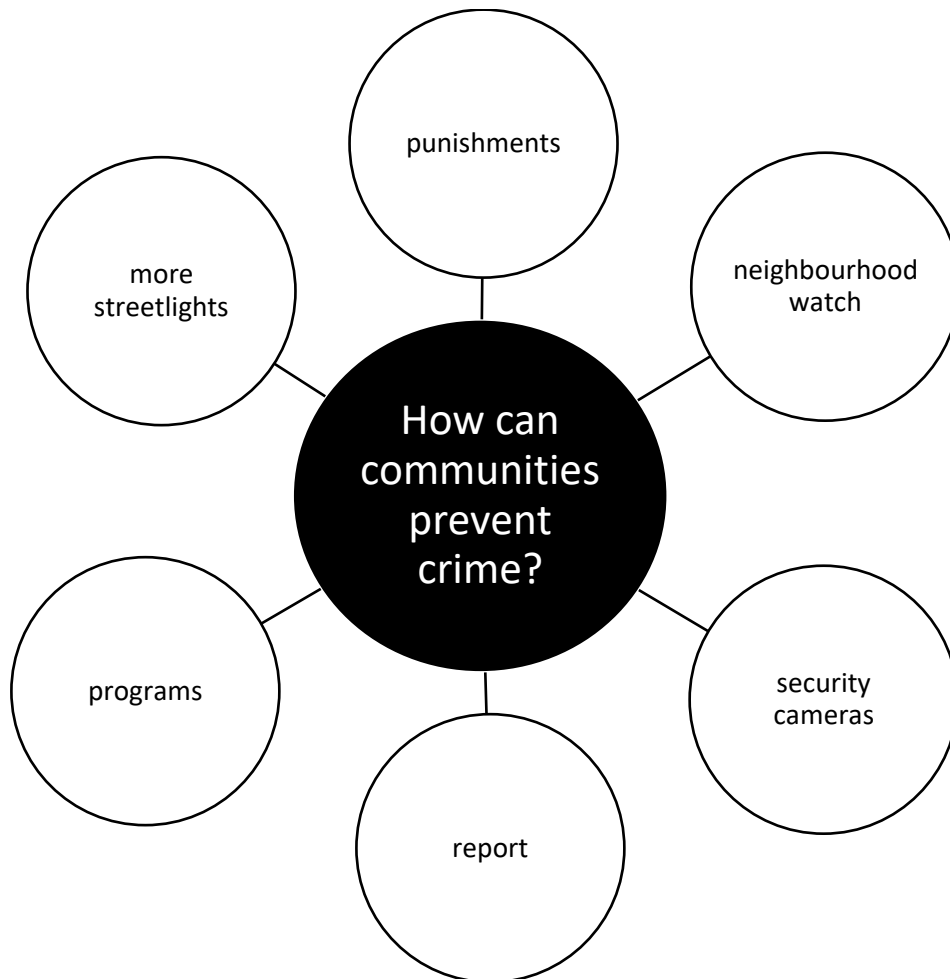 punishments
more
streetlights
neighbourhood
watch
How can
communities
prevent
crime?
programs
security
cameras
report